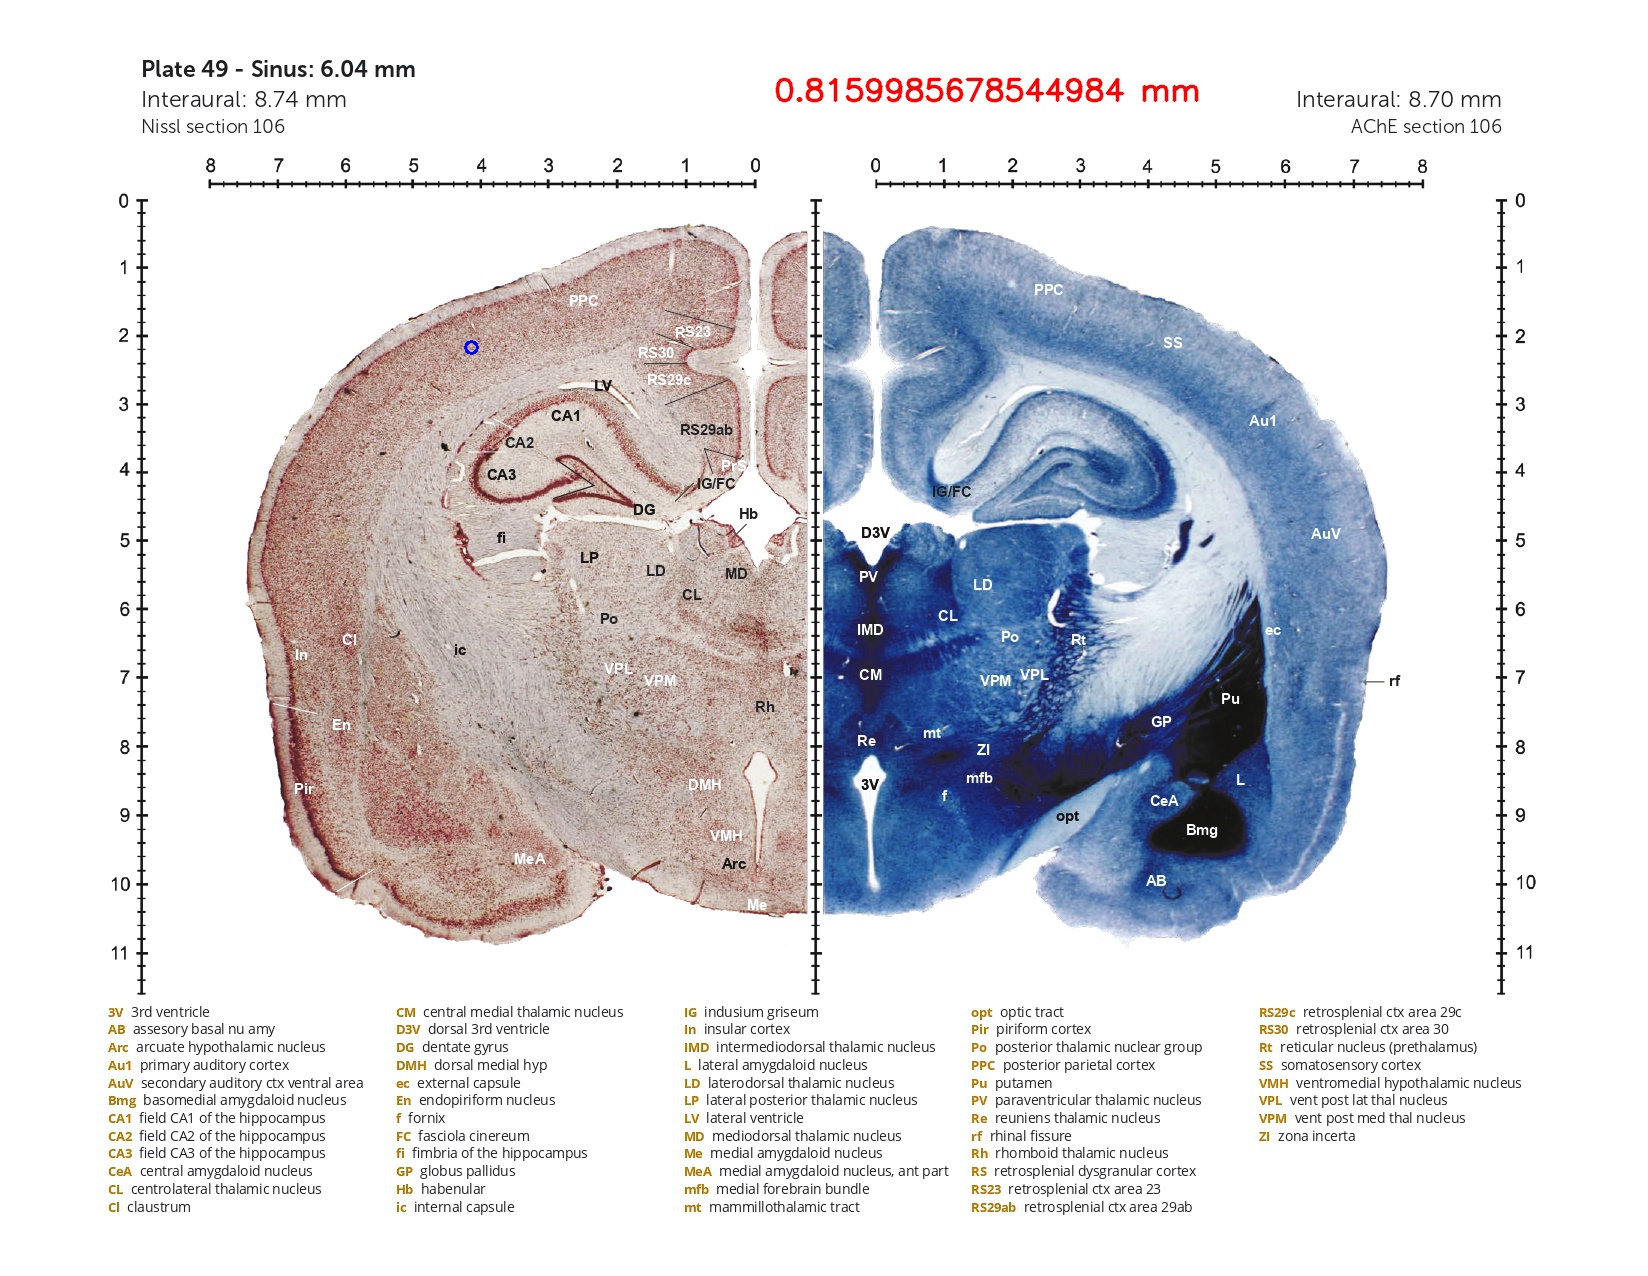 Plate 49 - Sinus: 6.04 mm
Interaural: 8.74 mm
Nissl section 106
0.8159985678544984 mm
Interaural: 8.70 mm
AChE section 106
8 7 6 5 4 3 2 1 0
0 1 2 3 4 5 6 7 8
0
1
2
3
4
5
6
7
8
9
10
11
PPC
RS23
RS30
RS29c
LV
CA1
RS29ab
CA2
CA3
PrS
IG/FC
DG
Hb
fi
LP
LD
MD
CL
Po
Cl
In
ic
VPL
VPM
Rh
En
DMH
Pir
VMH
MeA
Arc
Me
PPC
SS
Au1
IG/FC
D3V
AuV
PV
LD
CL
IMD
Po
Rt
ec
CM
VPM
VPL
rf
Pu
GP
Re
mt
ZI
mfb
3V
f
L
CeA
opt
Bmg
AB
0
1
2
3
4
5
6
7
8
9
10
11
3V 3rd ventricle
AB assesory basal nu amy
Arc arcuate hypothalamic nucleus
Au1 primary auditory cortex
AuV secondary auditory ctx ventral area
Bmg basomedial amygdaloid nucleus
CA1 field CA1 of the hippocampus
CA2 field CA2 of the hippocampus
CA3 field CA3 of the hippocampus
CeA central amygdaloid nucleus
CL centrolateral thalamic nucleus
Cl claustrum
CM central medial thalamic nucleus
D3V dorsal 3rd ventricle
DG dentate gyrus
DMH dorsal medial hyp
ec external capsule
En endopiriform nucleus
f fornix
FC fasciola cinereum
fi fimbria of the hippocampus
GP globus pallidus
Hb habenular
ic internal capsule
IG indusium griseum
In insular cortex
IMD intermediodorsal thalamic nucleus
L lateral amygdaloid nucleus
LD laterodorsal thalamic nucleus
LP lateral posterior thalamic nucleus
LV lateral ventricle
MD mediodorsal thalamic nucleus
Me medial amygdaloid nucleus
MeA medial amygdaloid nucleus, ant part
mfb medial forebrain bundle
mt mammillothalamic tract
opt optic tract
Pir piriform cortex
Po posterior thalamic nuclear group
PPC posterior parietal cortex
Pu putamen
PV paraventricular thalamic nucleus
Re reuniens thalamic nucleus
rf rhinal fissure
Rh rhomboid thalamic nucleus
RS retrosplenial dysgranular cortex
RS23 retrosplenial ctx area 23
RS29ab retrosplenial ctx area 29ab
RS29c retrosplenial ctx area 29c
RS30 retrosplenial ctx area 30
Rt reticular nucleus (prethalamus)
SS somatosensory cortex
VMH ventromedial hypothalamic nucleus
VPL vent post lat thal nucleus
VPM vent post med thal nucleus
ZI zona incerta